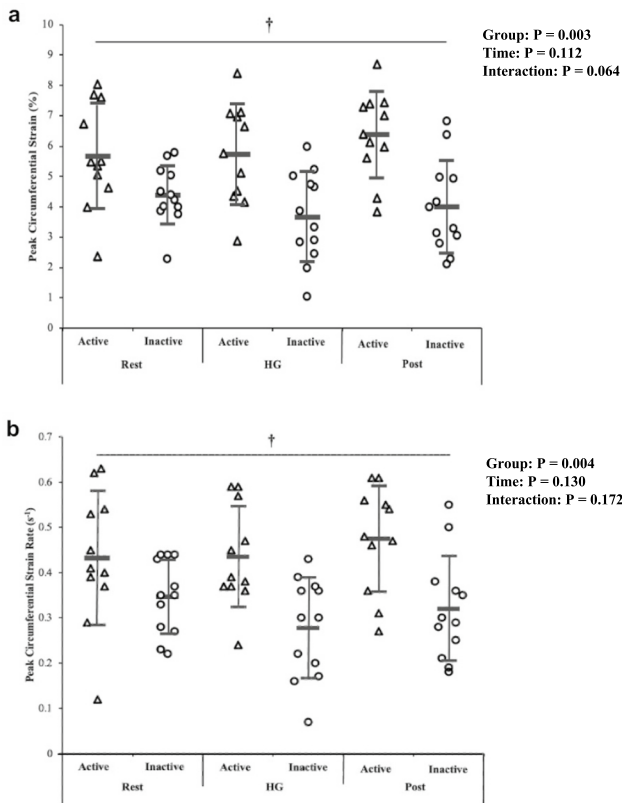 a
†
Group: P = 0.003
Time: P = 0.112
Interaction: P = 0.064
Peak Circumferential Strain (%)
10
9
8
7
6
5
4
3
2
1
0
Active Inactive Active Inactive Active Inactive
Rest HG Post
b
†
Group: P = 0.004
Time: P = 0.130
Interaction: P = 0.172
Peak Circumferential Strain Rate (s-1)
0.7
0.6
0.5
0.4
0.3
0.2
0.1
0
Active Inactive Active Inactive Active Inactive
Rest HG Post